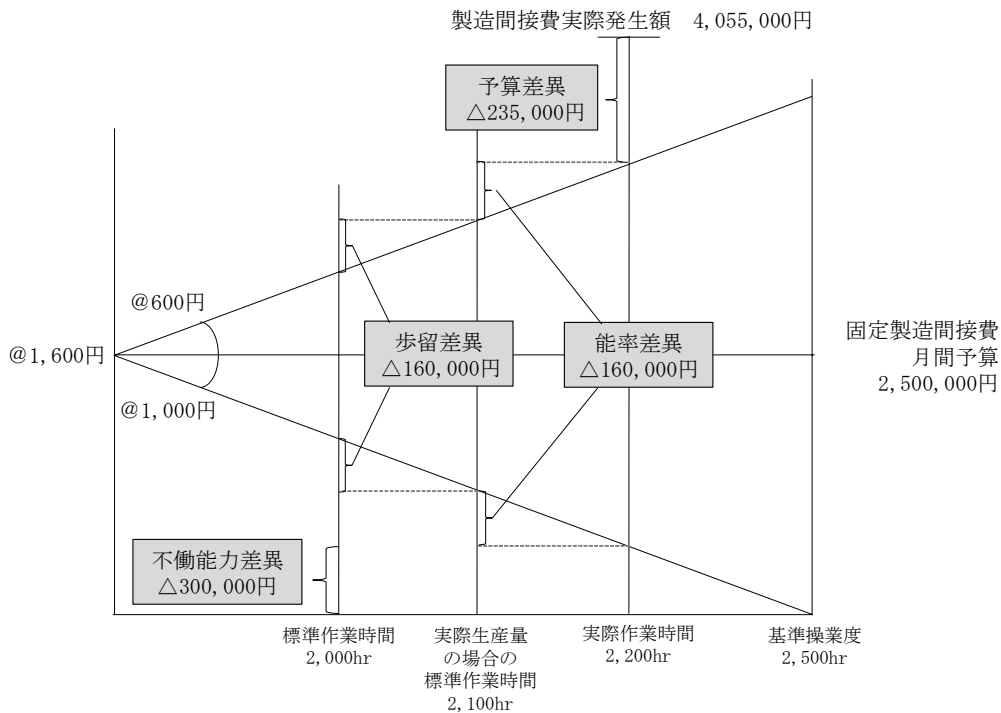 製造間接費実際発生額 4,055,000円
予算差異
△235,000円
@600円
@1,600円
@1,000円
歩留差異
△160,000円
能率差異
△160,000円
固定製造間接費
月間予算
2,500,000円
不働能力差異
△300,000円
標準作業時間
2,000hr
実際生産量
の場合の
標準作業時間
2,100hr
実際作業時間
2,200hr
基準操業度
2,500hr